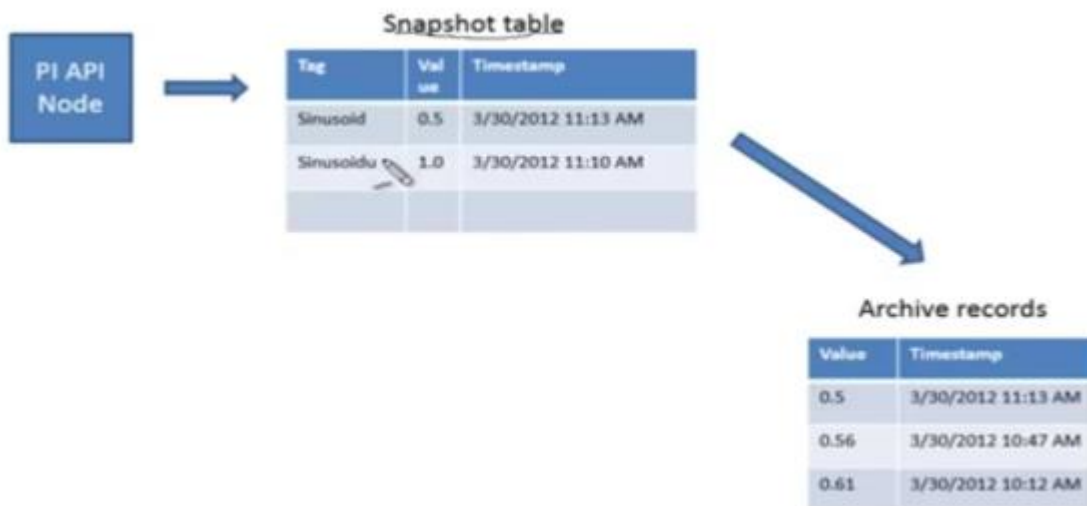 Snapshot table
PI API
Node
Tag Val
ue Timestamp
Sinusoid 0.5 3/30/2012 11:13 AM
Sinusoidu 1.0 3/30/2012 11:10 AM
Archive records
Value Timestamp
0.5 3/30/2012 11:13 AM
0.56 3/30/2012 10:47 AM
0.61 3/30/2012 10:12 AM